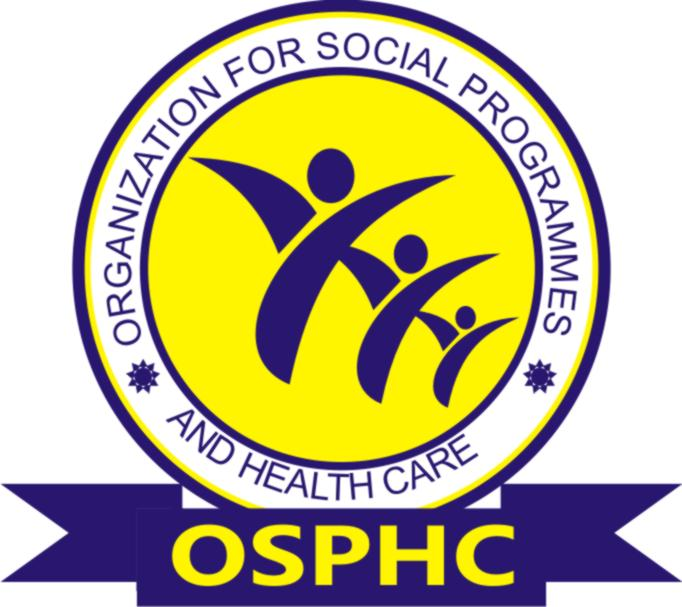 ORGANIZATION FOR SOCIAL PROGRAMMES
AND HEALTH CARE
OSPHC